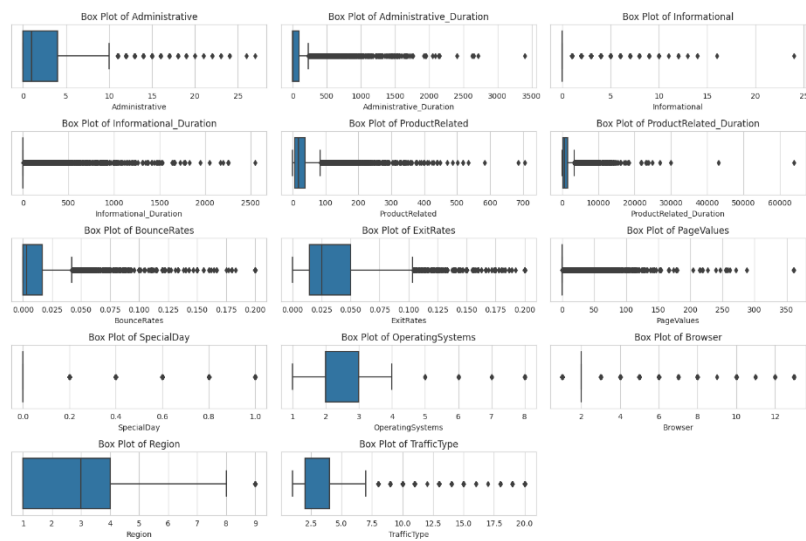 Box Plot of Administrative
0 5 10 15 20 25
Administrative
Box Plot of Administrative_Duration
0 500 1000 1500 2000 2500 3000 3500
Administrative_Duration
Box Plot of Informational
0 5 10 15 20 25
Informational
Box Plot of Informational_Duration
0 500 1000 1500 2000 2500
Informational_Duration
Box Plot of ProductRelated
0 100 200 300 400 500 600 700
ProductRelated
Box Plot of ProductRelated_Duration
0 10000 20000 30000 40000 50000 60000
ProductRelated_Duration
Box Plot of BounceRates
0.000 0.025 0.050 0.075 0.100 0.125 0.150 0.175 0.200
BounceRates
Box Plot of ExitRates
0.000 0.025 0.050 0.075 0.100 0.125 0.150 0.175 0.200
ExitRates
Box Plot of PageValues
0 50 100 150 200 250 300 350
PageValues
Box Plot of SpecialDay
0.0 0.2 0.4 0.6 0.8 1.0
SpecialDay
Box Plot of OperatingSystems
1 2 3 4 5 6 7 8
OperatingSystems
Box Plot of Browser
2 4 6 8 10 12
Browser
Box Plot of Region
1 2 3 4 5 6 7 8 9
Region
Box Plot of TrafficType
2.5 5.0 7.5 10.0 12.5 15.0 17.5 20.0
TrafficType